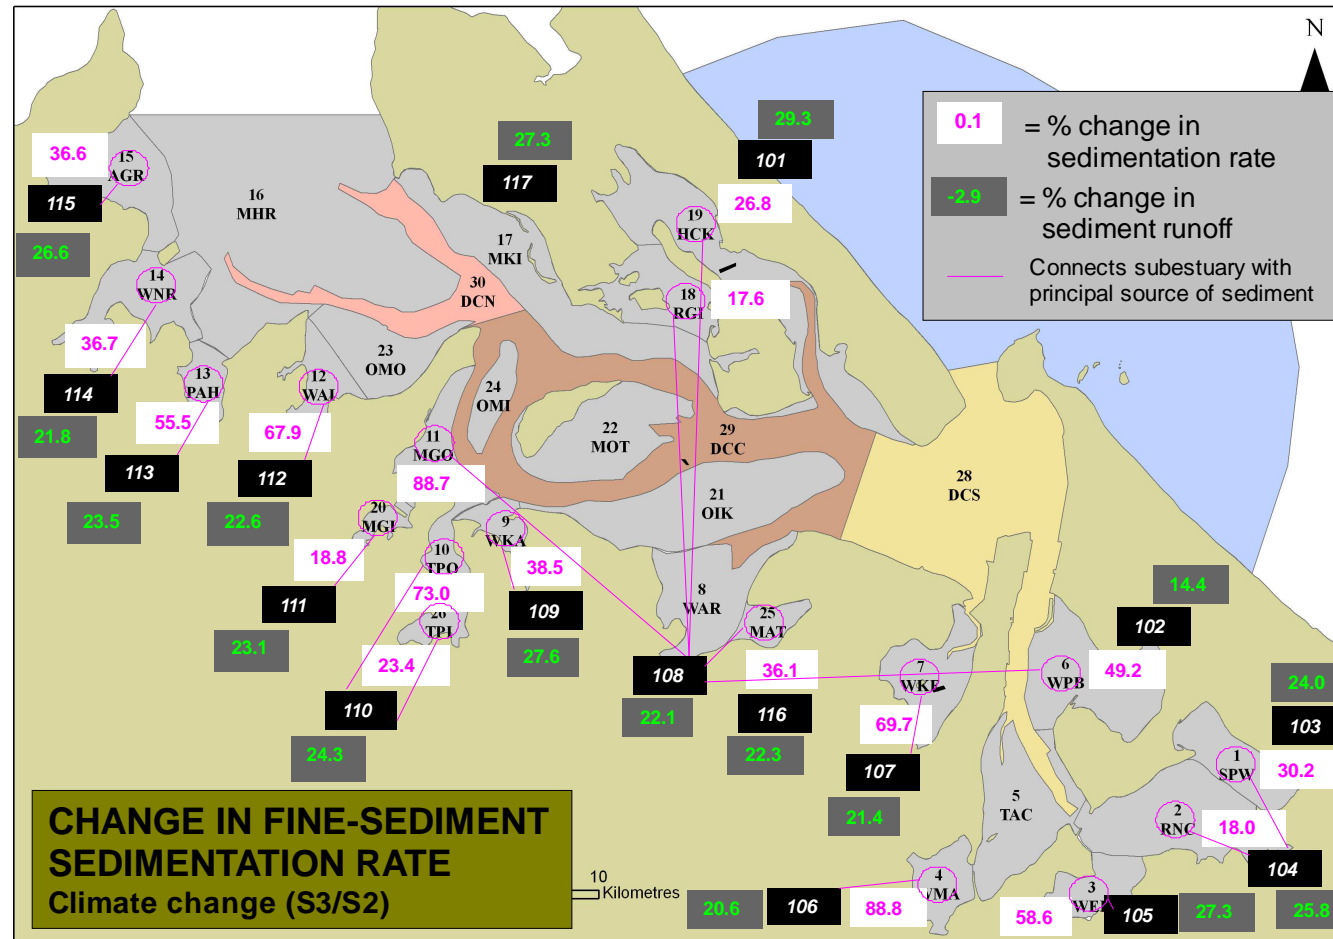 N
0.1 = % change in
sedimentation rate
-2.9 = % change in
sediment runoff
Connects subestuary with
principal source of sediment
29.3
101
27.3
117
26.8
19
HCK
36.6
15
AGR
115
26.6
16
MHR
17
MKI
30
DCN
18
RGI
17.6
14
WNR
36.7
114
21.8
13
PAH
55.5
113
23.5
12
WAI
67.9
112
22.6
23
OMO
24
OMI
11
MGO
88.7
22
MOT
29
DCC
21
OIK
28
DCS
20
MGI
18.8
111
23.1
10
TPO
73.0
26
TPI
23.4
110
24.3
9
WKA
38.5
109
27.6
8
WAR
25
MAT
108
22.1
36.1
116
22.3
7
WKE
69.7
107
21.4
6
WPB
49.2
14.4
102
24.0
103
1
SPW
30.2
2
RNG
18.0
104
25.8
5
TAC
4
WMA
88.8
106
20.6
3
WEL
58.6
105
27.3
CHANGE IN FINE-SEDIMENT
SEDIMENTATION RATE
Climate change (S3/S2)
10
Kilometres